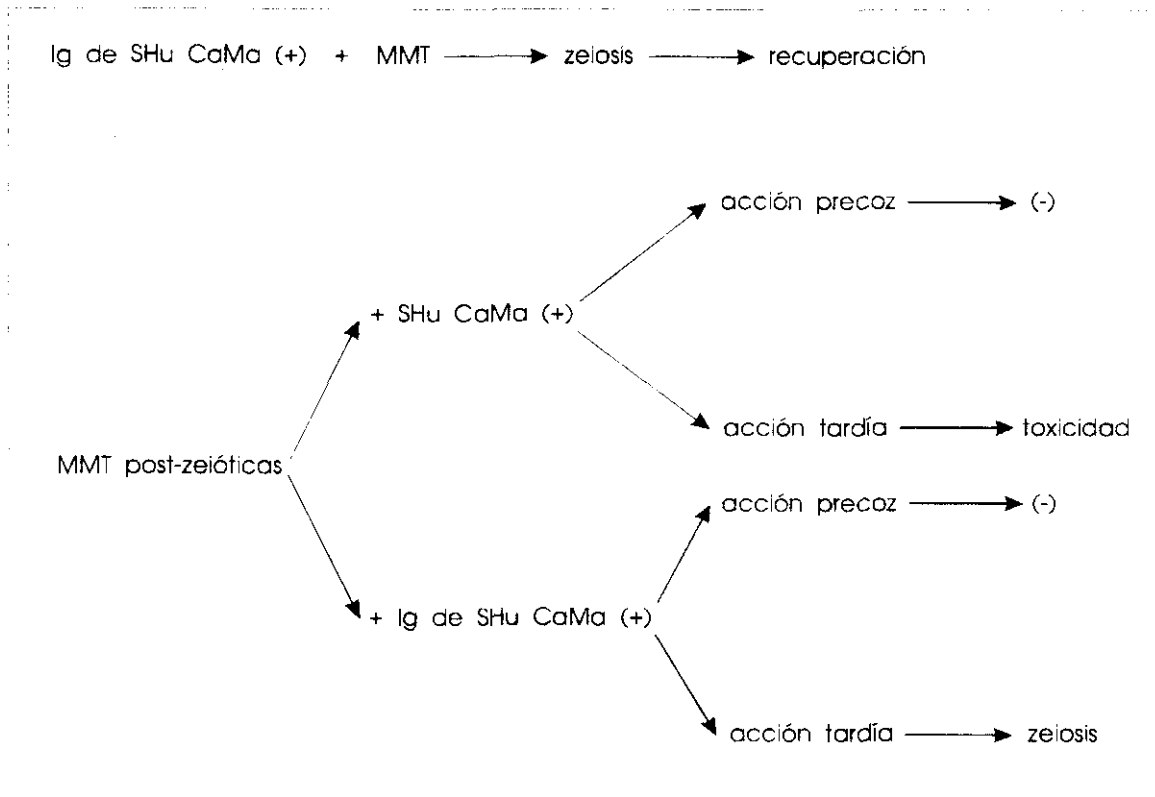 Ig de SHu CaMa (+) + MMT → zeiosis → recuperación
acción precoz → (-)
+ SHu CaMa (+)
acción tardía → toxicidad
MMT post-zeióticas
acción precoz → (-)
+ Ig de SHu CaMa (+)
acción tardía → zeiosis